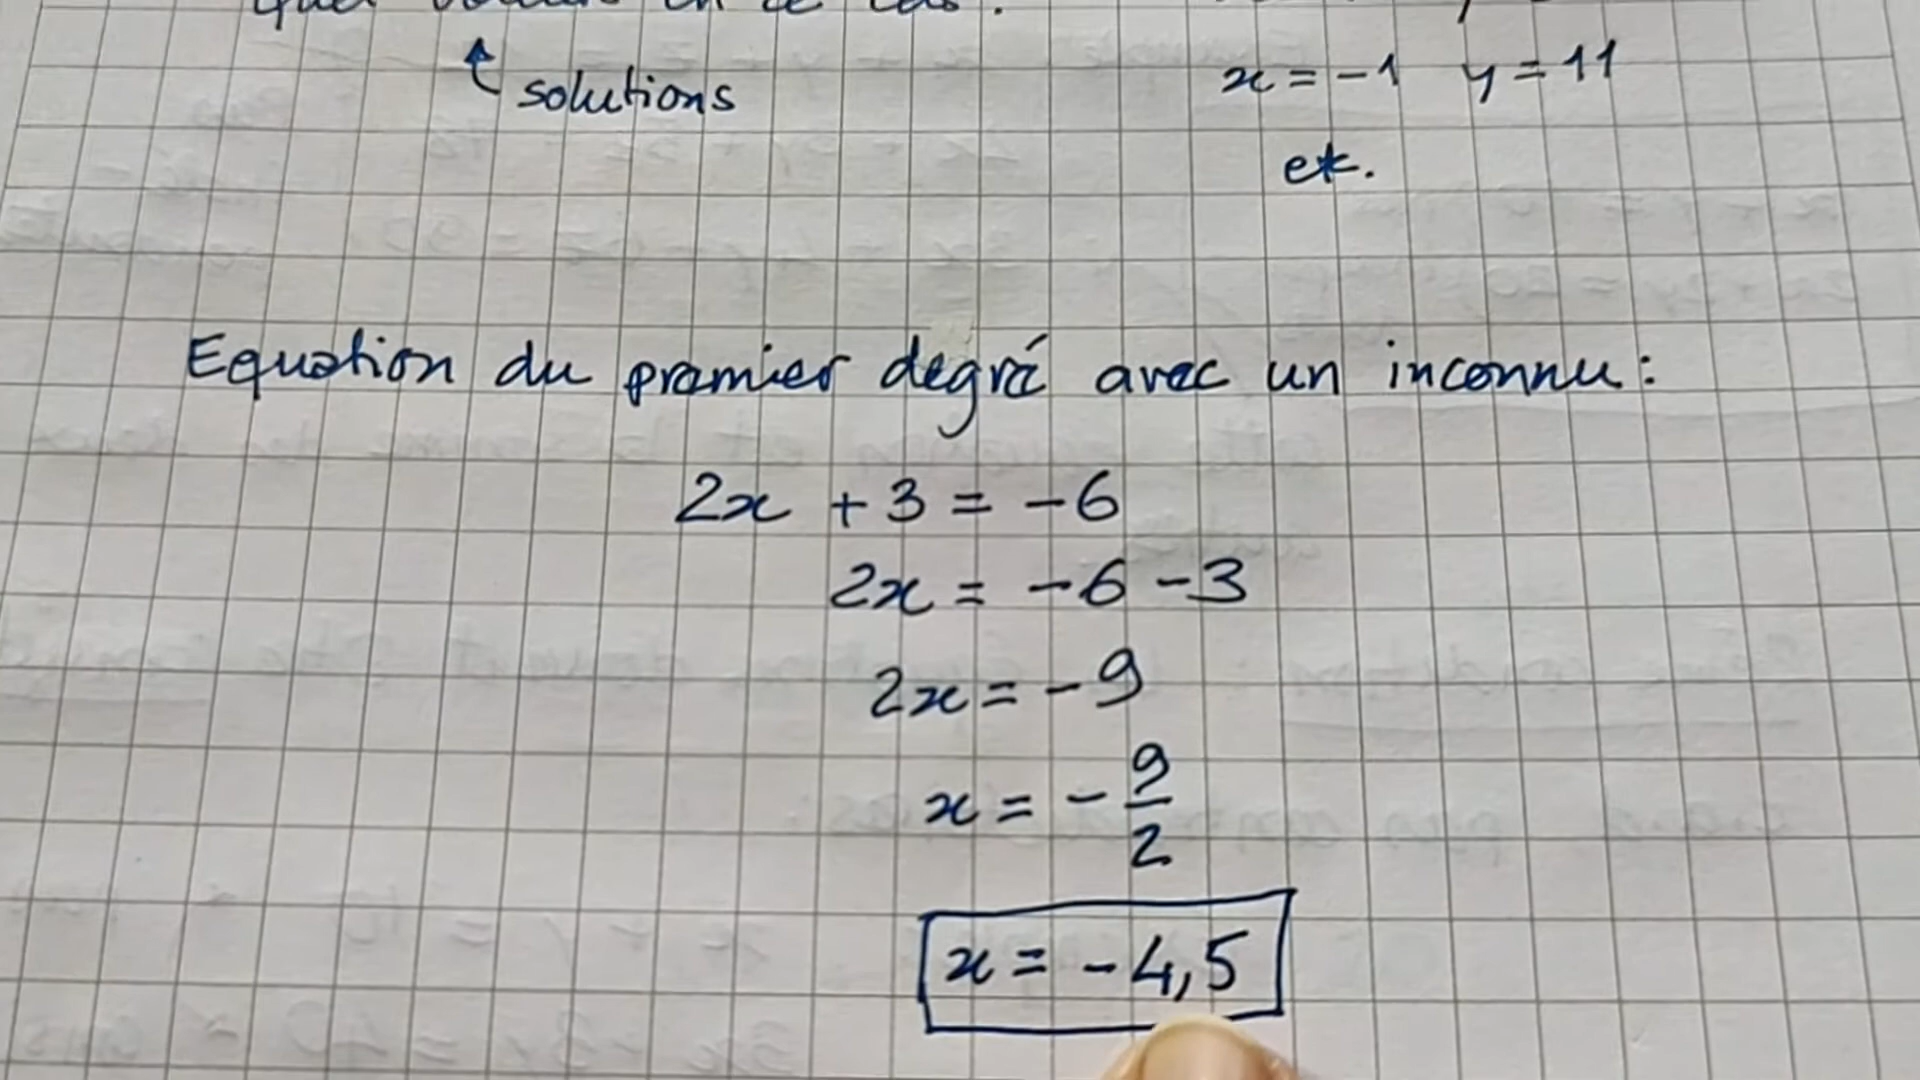 solutions
x = -1 y = 11
etc.
Equation du premier degré avec un inconnu :
2x + 3 = -6
2x = -6 - 3
2x = -9
x = - 9/2
x = -4,5